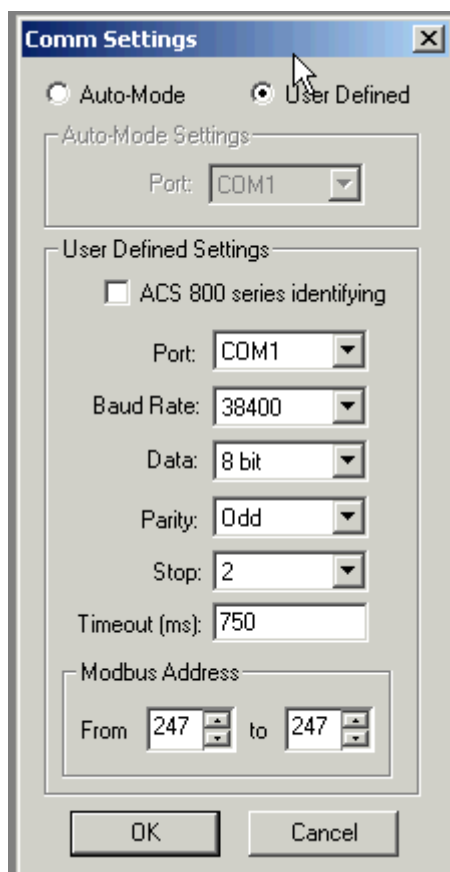 Comm Settings
Auto-Mode User Defined
Auto-Mode Settings
Port: COM1
User Defined Settings
ACS 800 series identifying
Port: COM1
Baud Rate: 38400
Data: 8 bit
Parity: Odd
Stop: 2
Timeout (ms): 750
Modbus Address
From 247 to 247
OK Cancel